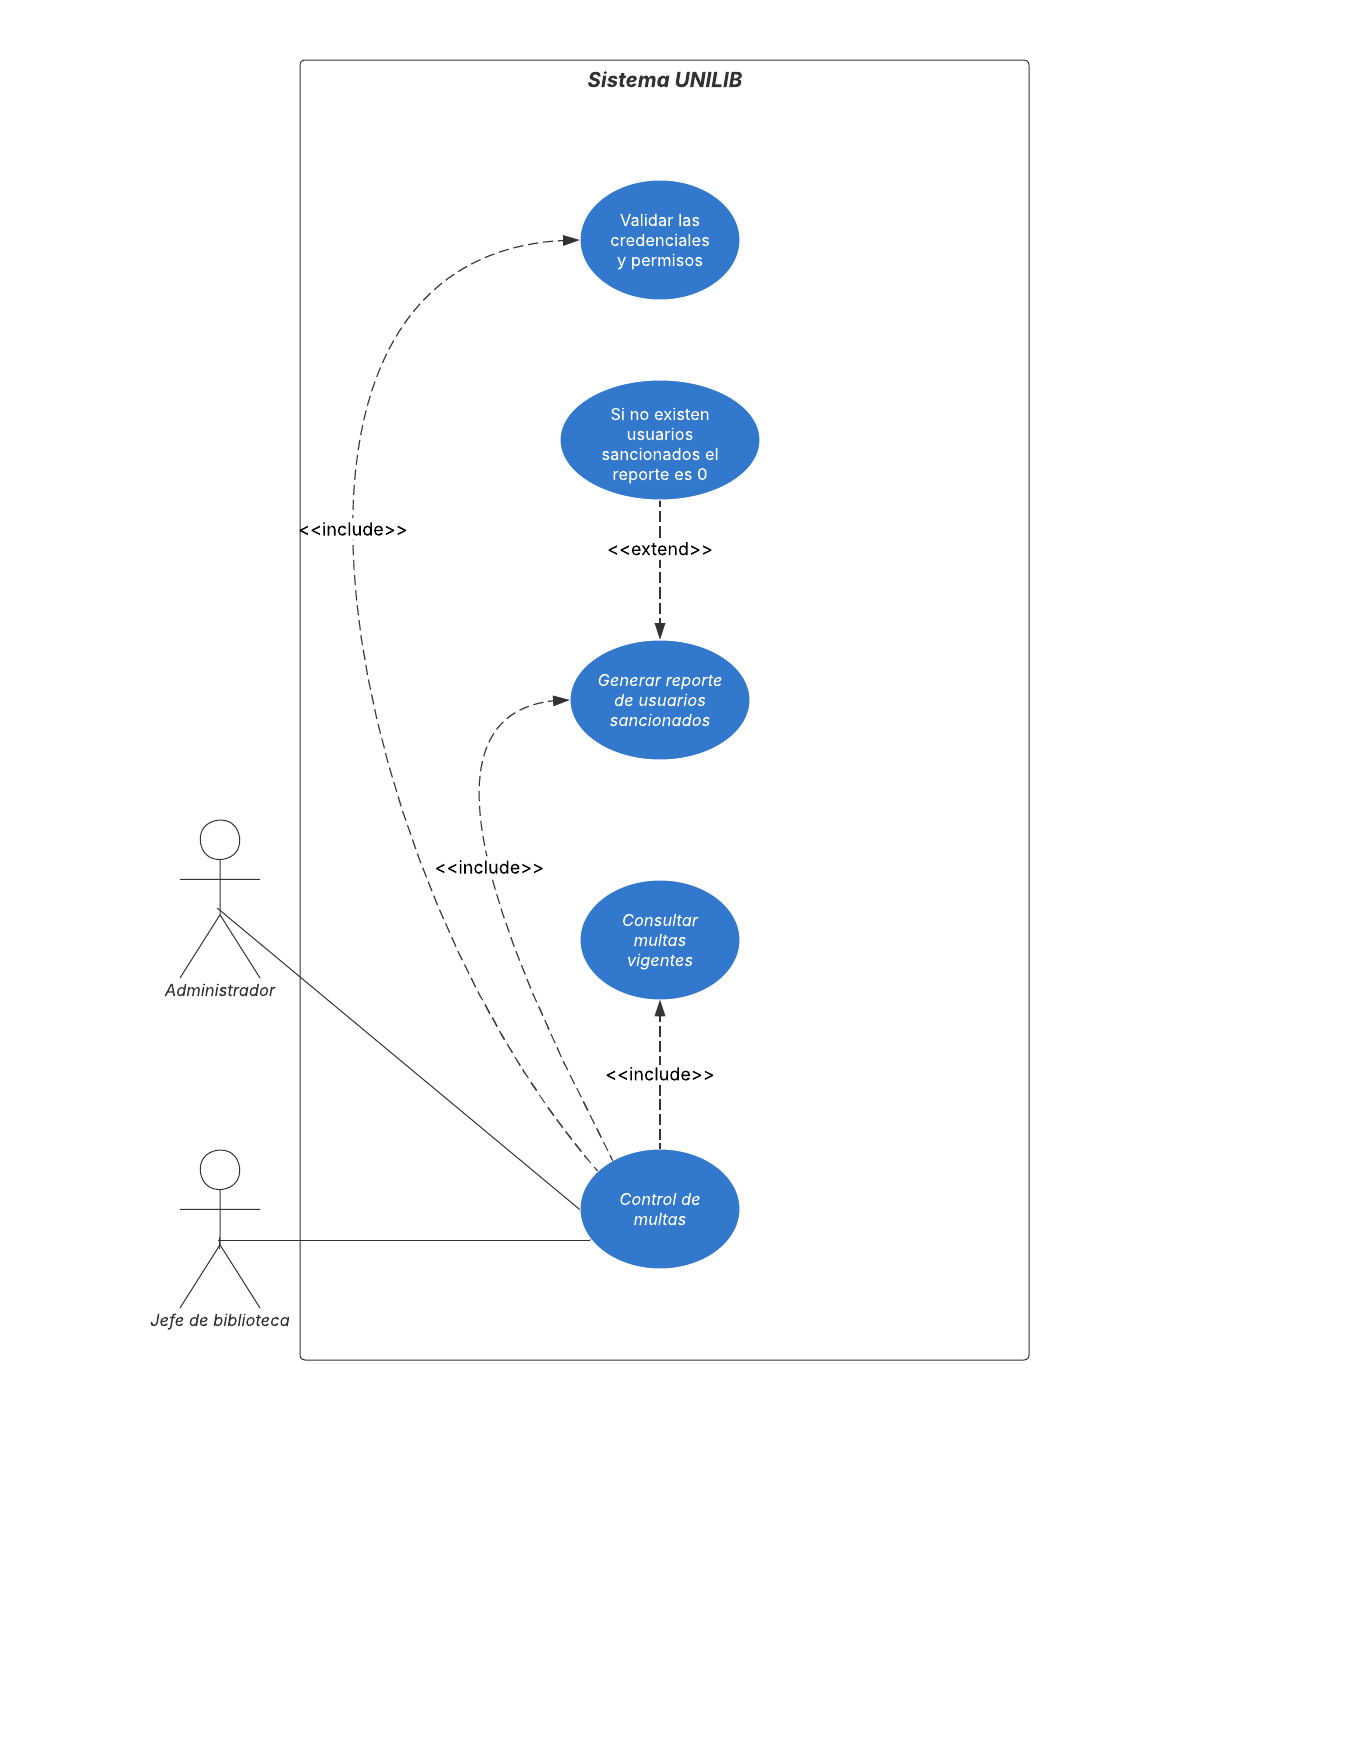 Sistema UNILIB
Validar las
credenciales
y permisos
Si no existen
usuarios
sancionados el
reporte es 0
<<include>>
<<extend>>
Generar reporte
de usuarios
sancionados
<<include>>
Consultar
multas
vigentes
Administrador
<<include>>
Control de
multas
Jefe de biblioteca